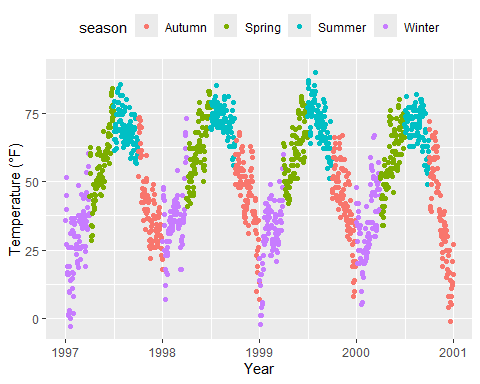 season Autumn Spring Summer Winter
Temperature (°F)
75
50
25
0
1997 1998 1999 2000 2001
Year